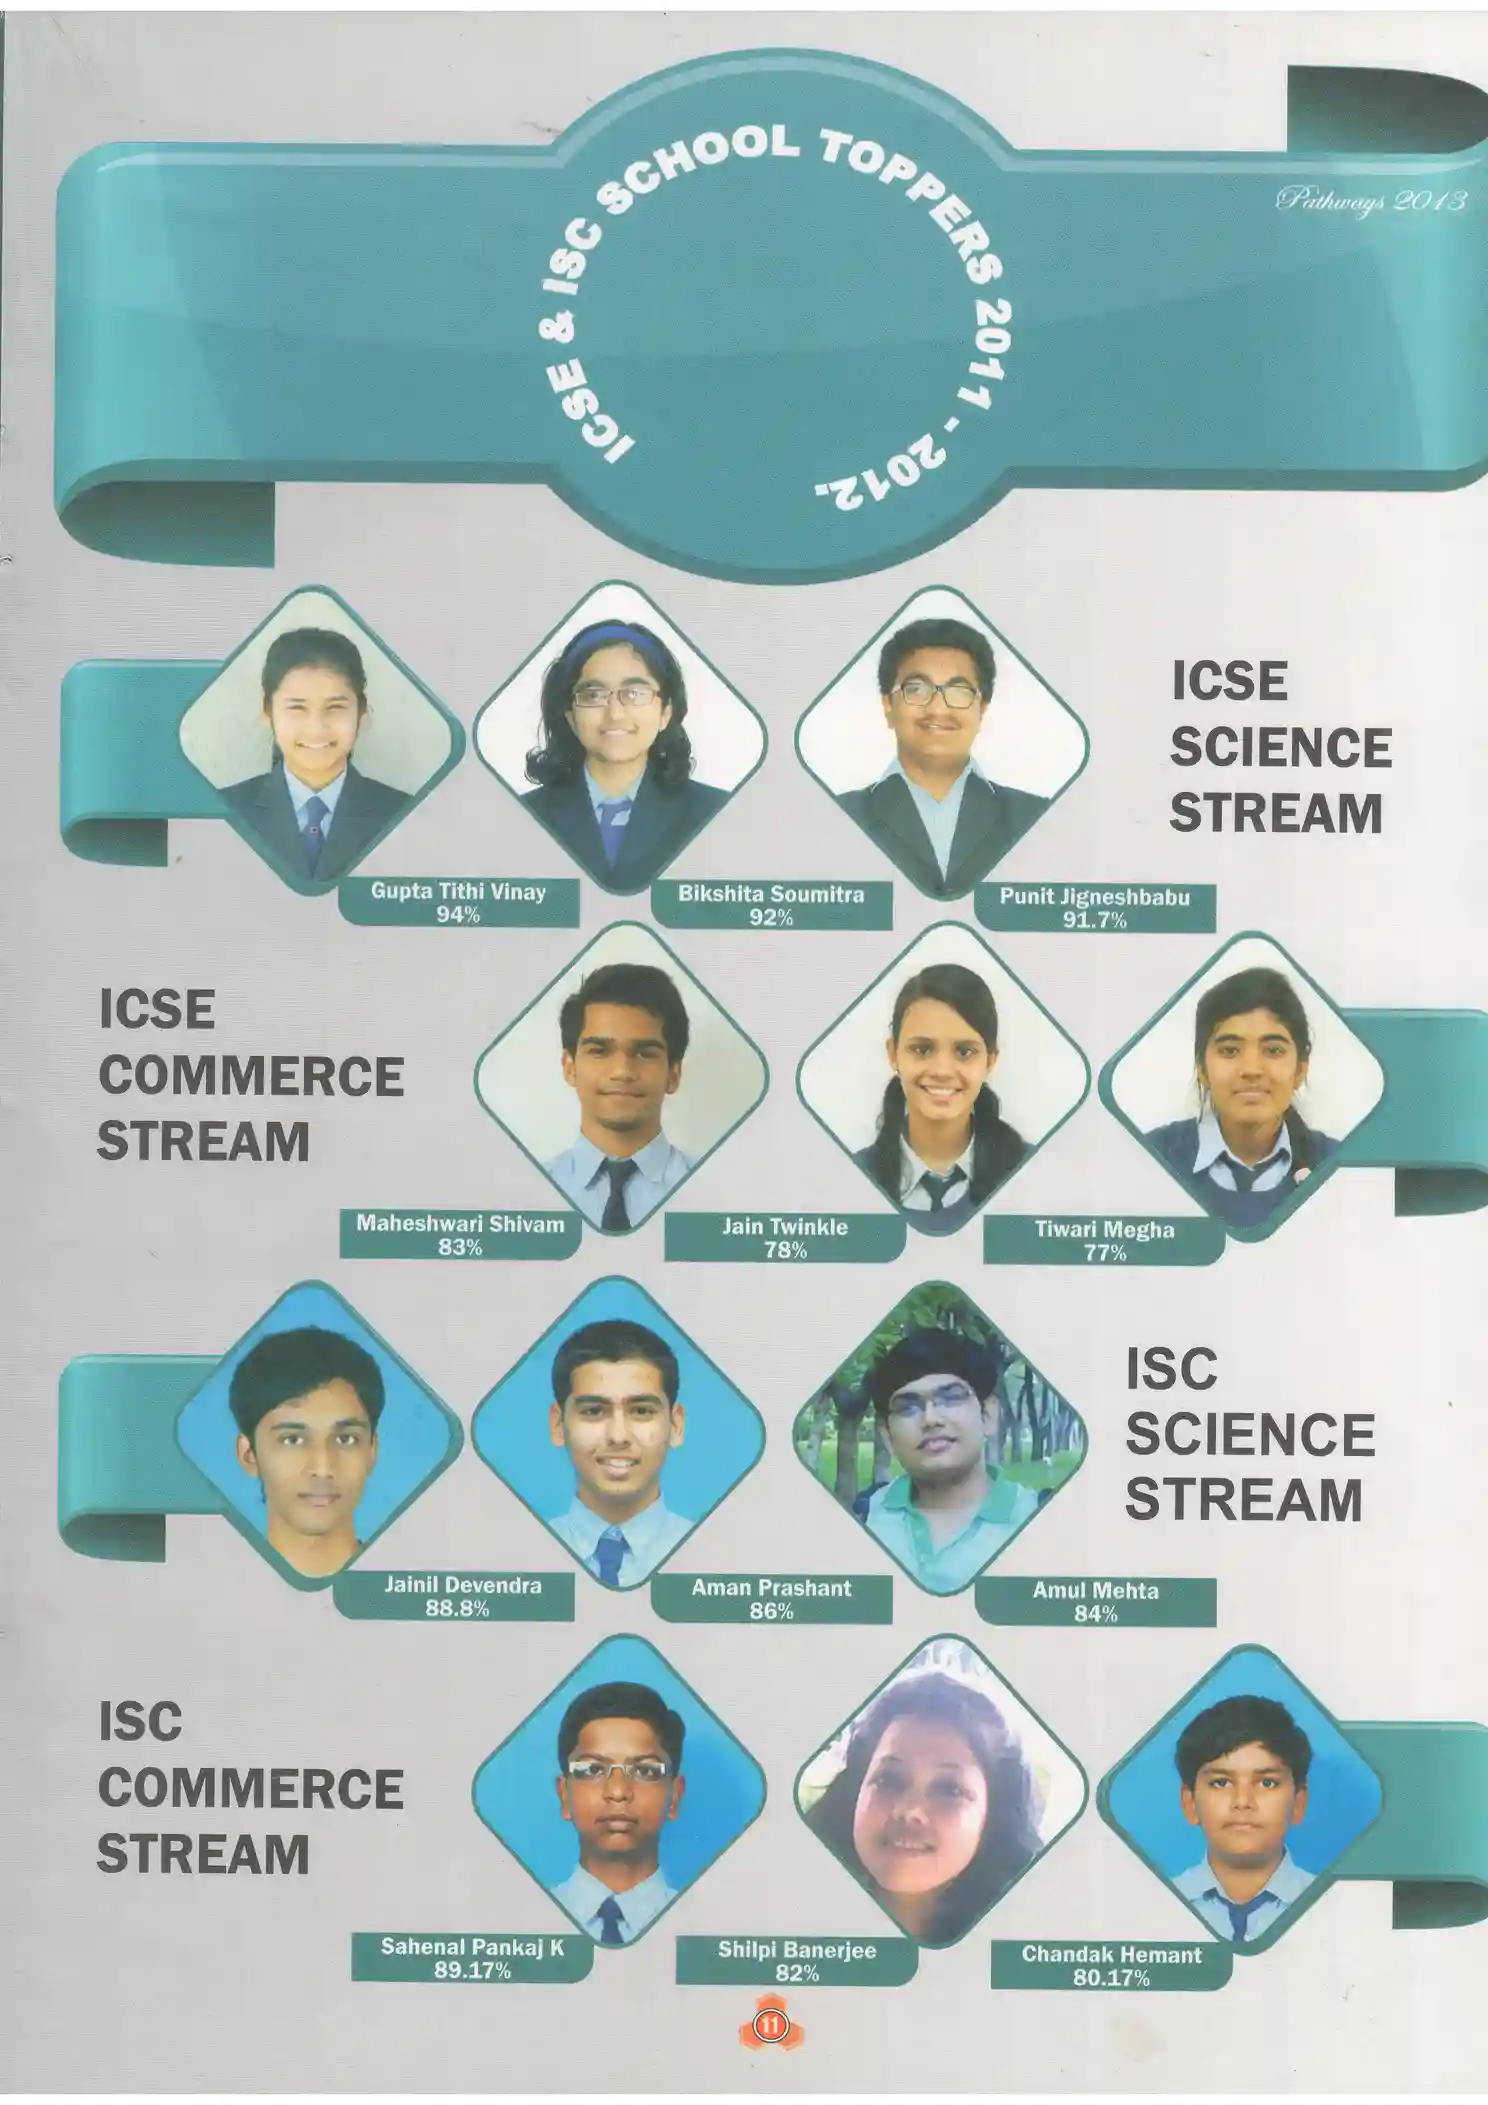 ICSE & ISC SCHOOL TOPPERS 2011 - 2012.
Pathways 2013
ICSE
SCIENCE
STREAM
Gupta Tithi Vinay
94%
Bikshita Soumitra
92%
Punit Jigneshbabu
91.7%
ICSE
COMMERCE
STREAM
Maheshwari Shivam
83%
Jain Twinkle
78%
Tiwari Megha
77%
ISC
SCIENCE
STREAM
Jainil Devendra
88.8%
Aman Prashant
86%
Amul Mehta
84%
ISC
COMMERCE
STREAM
Sahenal Pankaj K
89.17%
Shilpi Banerjee
82%
Chandak Hemant
80.17%
11